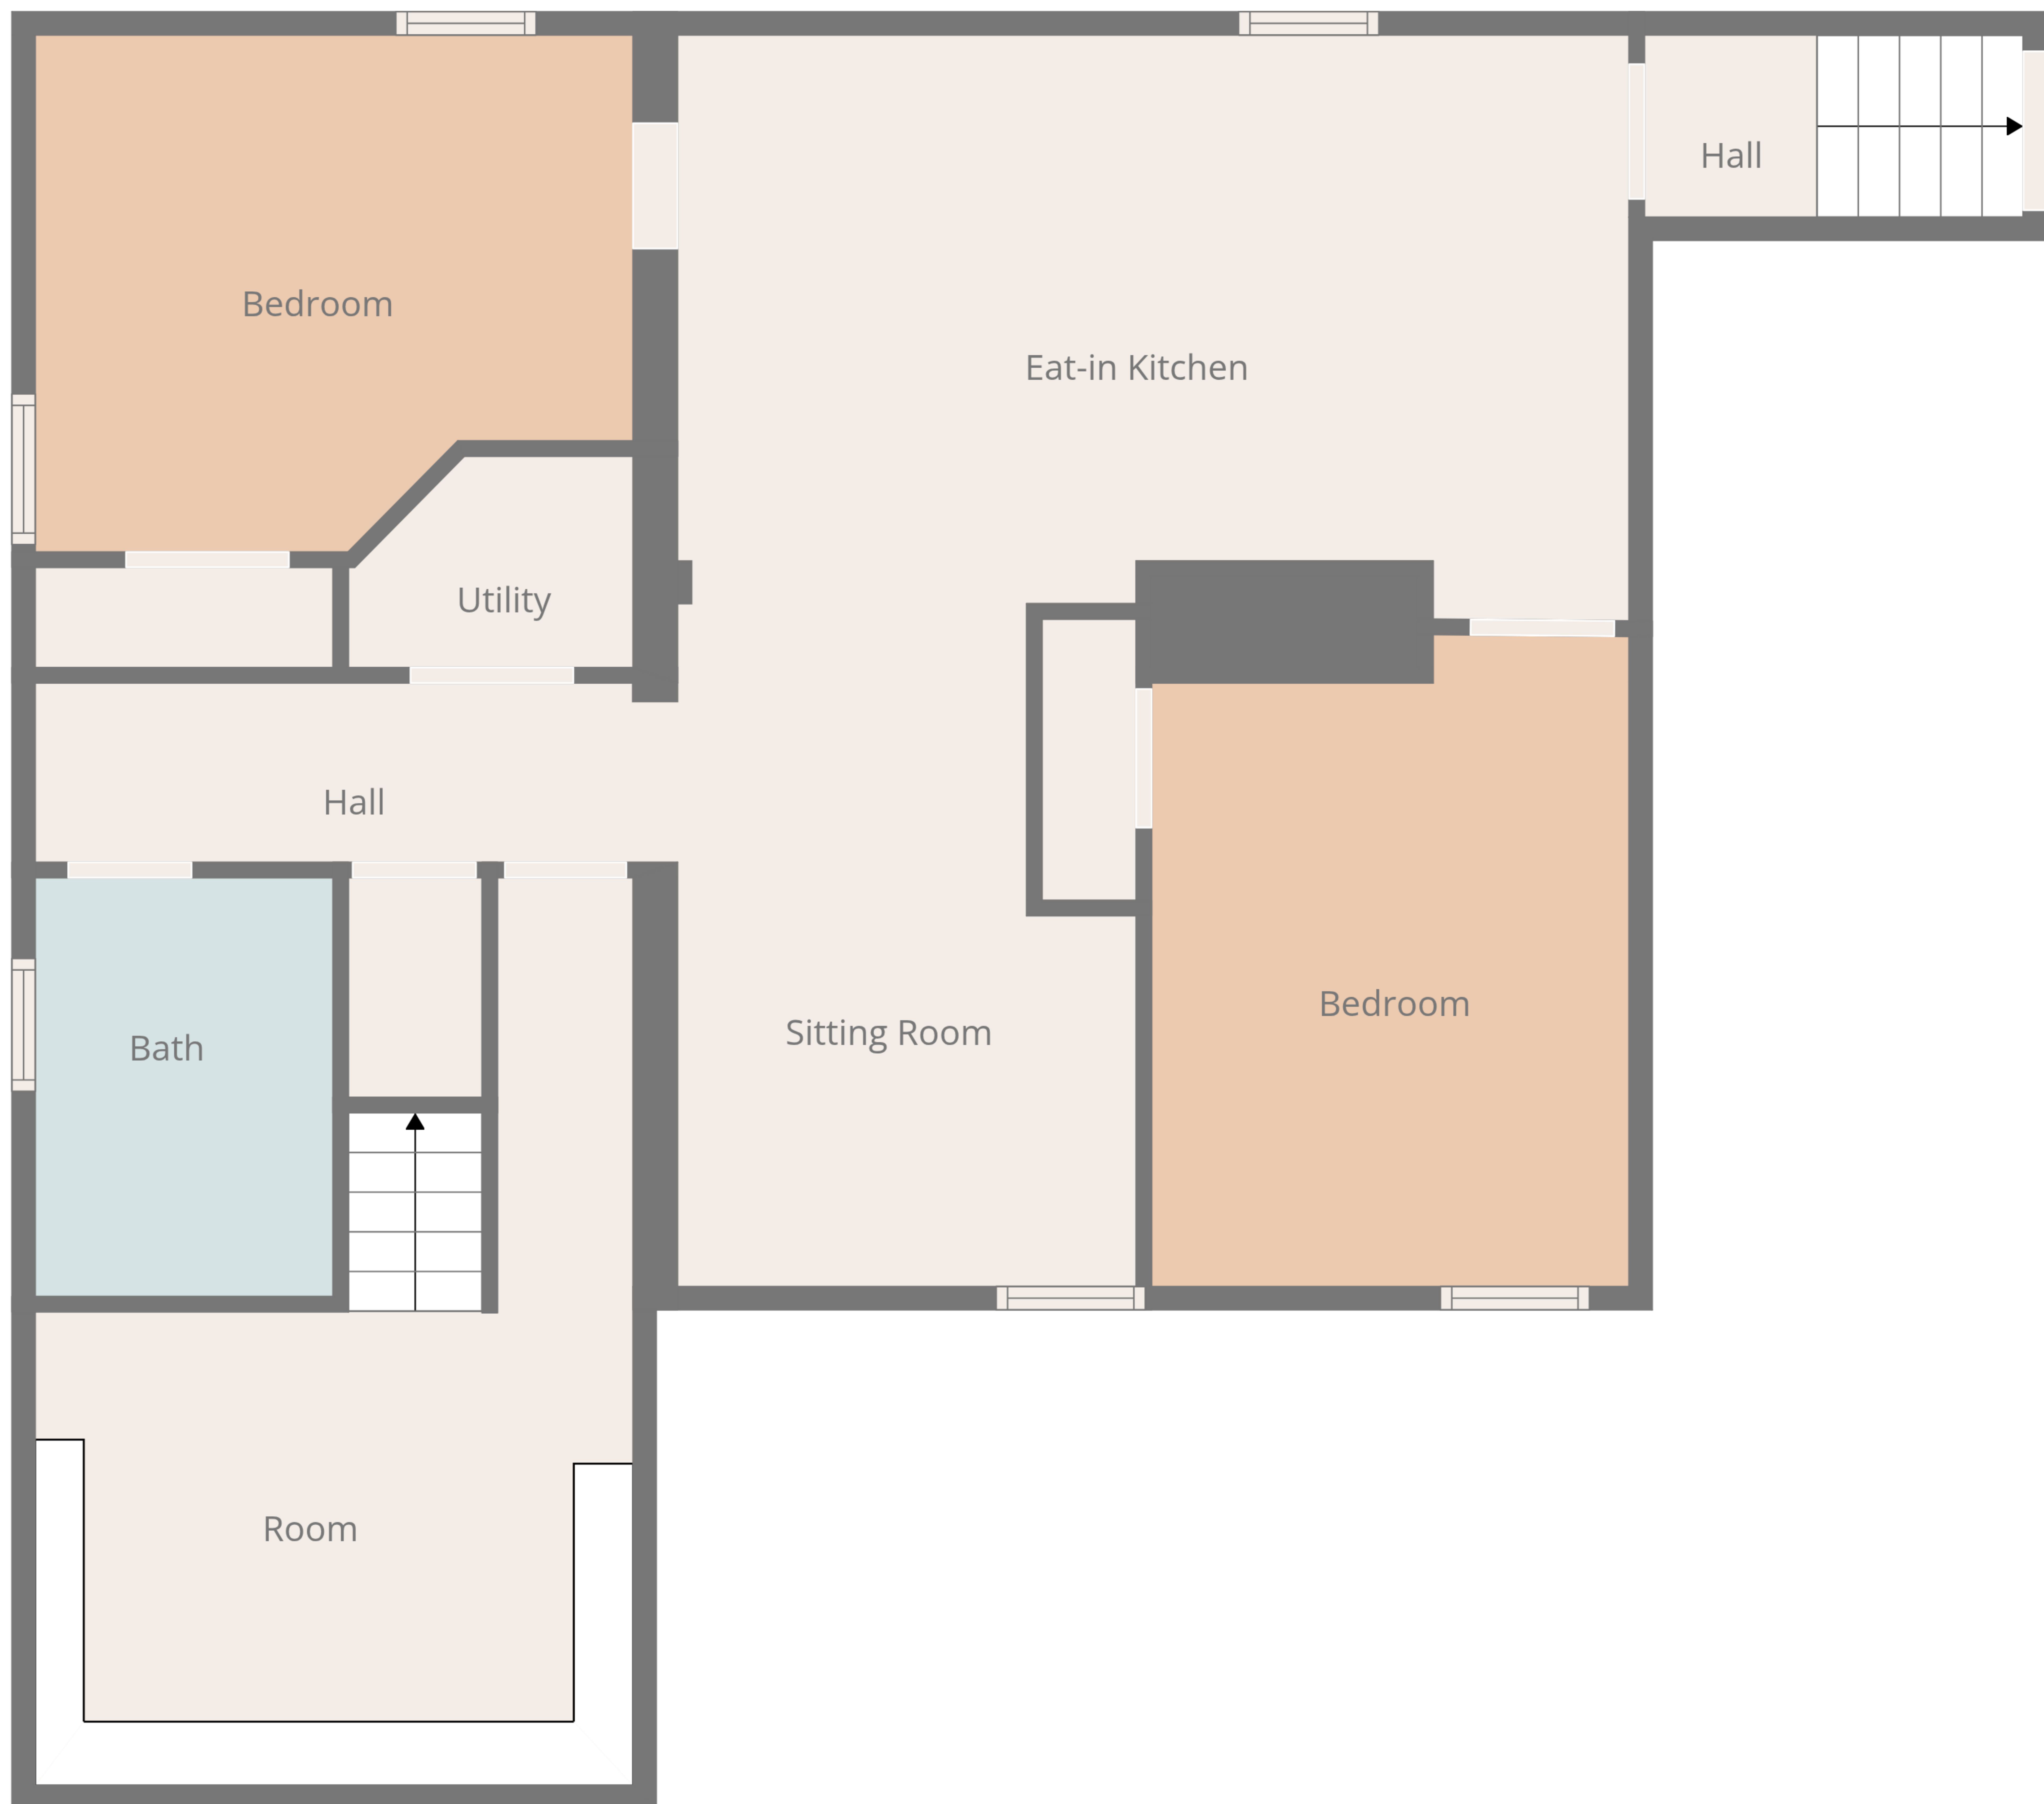 Hall
Bedroom
Eat-in Kitchen
Utility
Hall
Bedroom
Sitting Room
Bath
Room